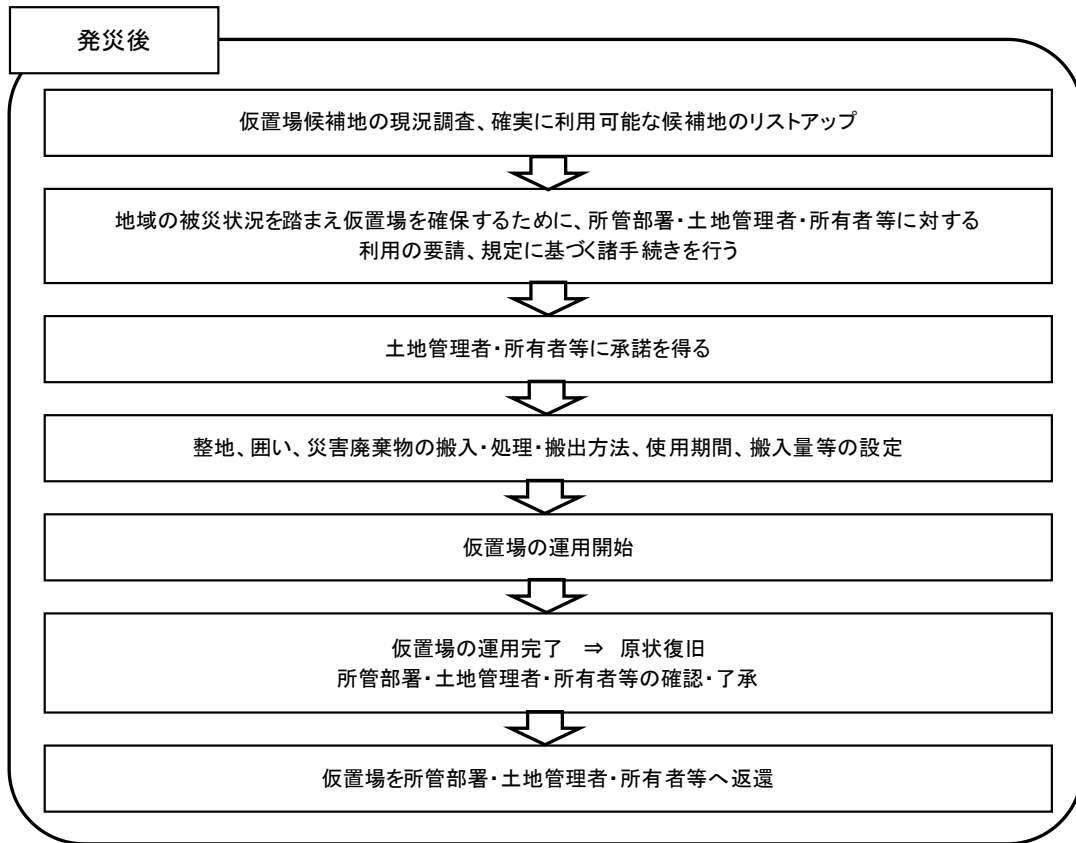 発災後
仮置場候補地の現況調査、確実に利用可能な候補地のリストアップ
地域の被災状況を踏まえ仮置場を確保するために、所管部署・土地管理者・所有者等に対する
利用の要請、規定に基づく諸手続きを行う
土地管理者・所有者等に承諾を得る
整地、囲い、災害廃棄物の搬入・処理・搬出方法、使用期間、搬入量等の設定
仮置場の運用開始
仮置場の運用完了　⇒　原状復旧
所管部署・土地管理者・所有者等の確認・了承
仮置場を所管部署・土地管理者・所有者等へ返還